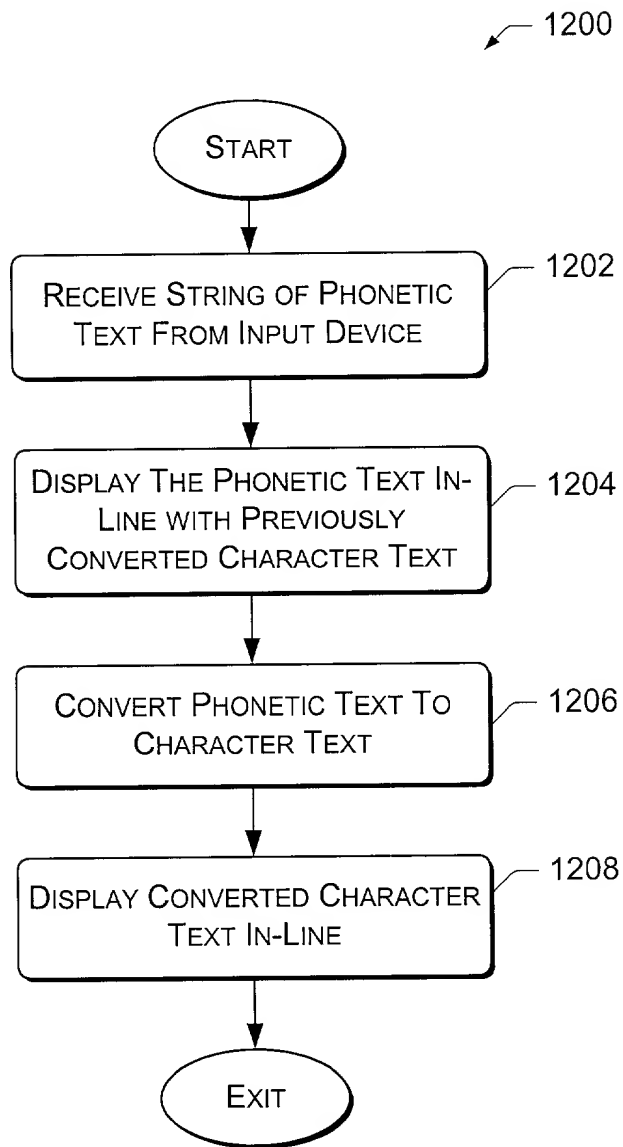 1200
START
1202
RECEIVE STRING OF PHONETIC
TEXT FROM INPUT DEVICE
1204
DISPLAY THE PHONETIC TEXT IN-
LINE WITH PREVIOUSLY
CONVERTED CHARACTER TEXT
1206
CONVERT PHONETIC TEXT TO
CHARACTER TEXT
1208
DISPLAY CONVERTED CHARACTER
TEXT IN-LINE
EXIT